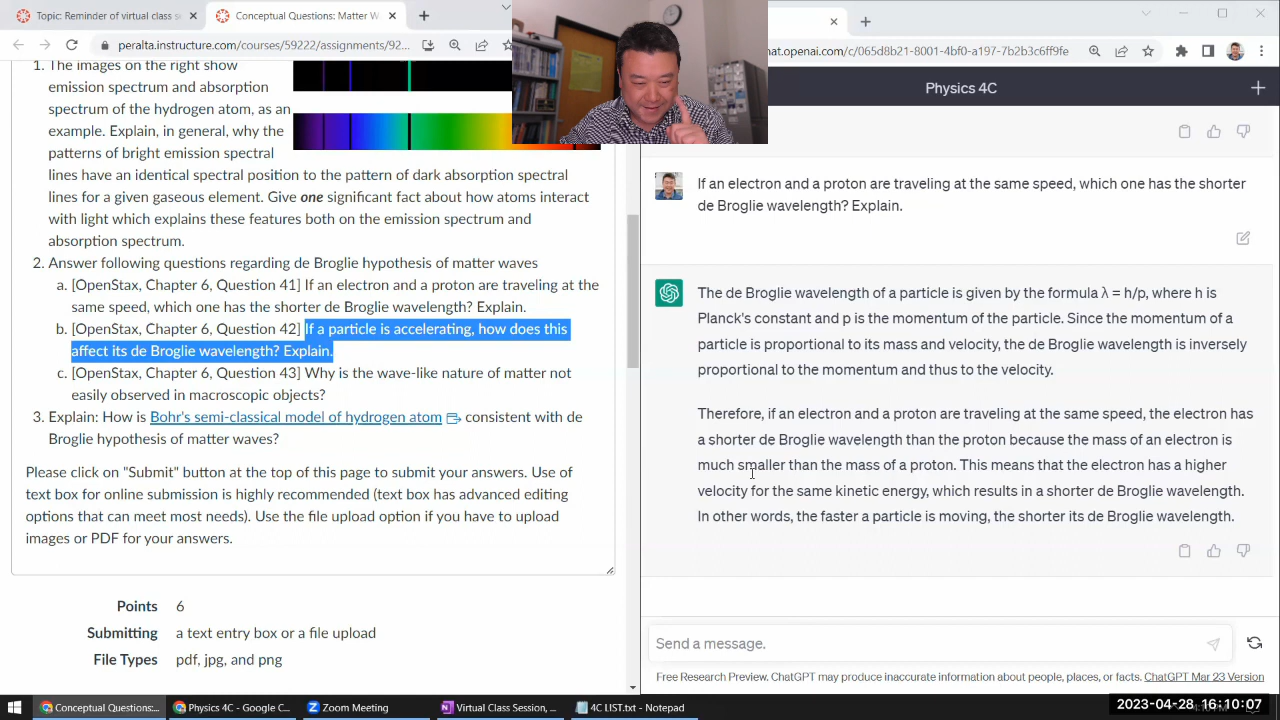 Topic: Reminder of virtual class s
Conceptual Questions: Matter W
peralta.instructure.com/courses/59222/assignments/92...
1. The images on the right show
emission spectrum and absorption
spectrum of the hydrogen atom, as an
example. Explain, in general, why the
patterns of bright emission spectral
lines have an identical spectral position to the pattern of dark absorption spectral
lines for a given gaseous element. Give one significant fact about how atoms interact
with light which explains these features both on the emission spectrum and
absorption spectrum.
2. Answer following questions regarding de Broglie hypothesis of matter waves
a. [OpenStax, Chapter 6, Question 41] If an electron and a proton are traveling at the
same speed, which one has the shorter de Broglie wavelength? Explain.
b. [OpenStax, Chapter 6, Question 42] If a particle is accelerating, how does this
affect its de Broglie wavelength? Explain.
c. [OpenStax, Chapter 6, Question 43] Why is the wave-like nature of matter not
easily observed in macroscopic objects?
3. Explain: How is Bohr's semi-classical model of hydrogen atom consistent with de
Broglie hypothesis of matter waves?
Please click on "Submit" button at the top of this page to submit your answers. Use of
text box for online submission is highly recommended (text box has advanced editing
options that can meet most needs). Use the file upload option if you have to upload
images or PDF for your answers.
Points 6
Submitting a text entry box or a file upload
File Types pdf, jpg, and png
hat.openai.com/c/065d8b21-8001-4bf0-a197-7b2b3c6ff9fe
Physics 4C
If an electron and a proton are traveling at the same speed, which one has the shorter
de Broglie wavelength? Explain.
The de Broglie wavelength of a particle is given by the formula λ = h/p, where h is
Planck's constant and p is the momentum of the particle. Since the momentum of a
particle is proportional to its mass and velocity, the de Broglie wavelength is inversely
proportional to the momentum and thus to the velocity.
Therefore, if an electron and a proton are traveling at the same speed, the electron has
a shorter de Broglie wavelength than the proton because the mass of an electron is
much smaller than the mass of a proton. This means that the electron has a higher
velocity for the same kinetic energy, which results in a shorter de Broglie wavelength.
In other words, the faster a particle is moving, the shorter its de Broglie wavelength.
Send a message.
Free Research Preview. ChatGPT may produce inaccurate information about people, places, or facts. ChatGPT Mar 23 Version
Conceptual Questions:...
Physics 4C - Google C...
Zoom Meeting
Virtual Class Session, ...
4C LIST.txt - Notepad
2023-04-28 16:10:07